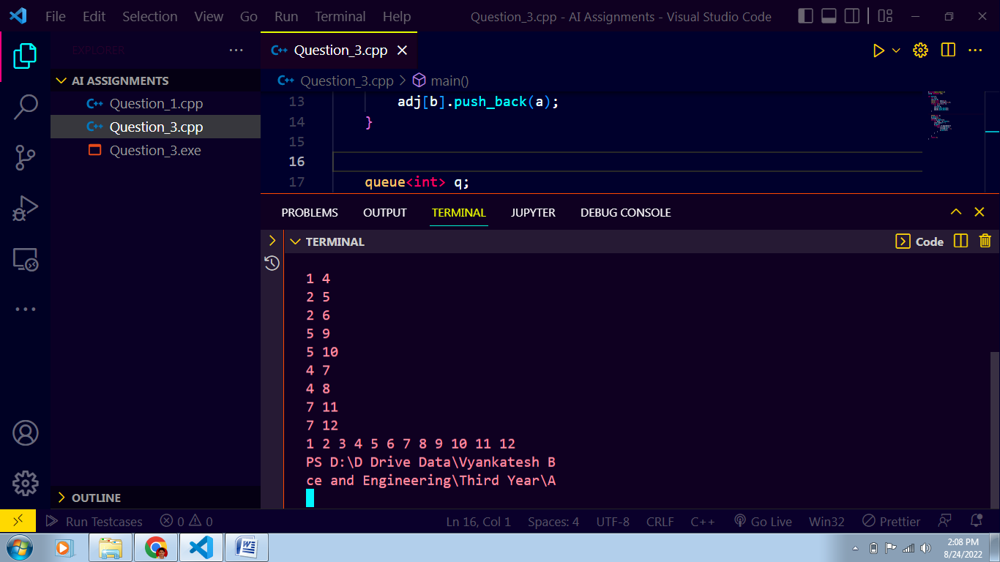 File Edit Selection View Go Run Terminal Help Question_3.cpp - AI Assignments - Visual Studio Code
EXPLORER
AI ASSIGNMENTS
Question_1.cpp
Question_3.cpp
Question_3.exe
OUTLINE
Question_3.cpp
Question_3.cpp > main()
13 adj[b].push_back(a);
14 }
15
16
17 queue<int> q;
PROBLEMS OUTPUT TERMINAL JUPYTER DEBUG CONSOLE
TERMINAL Code
1 4
2 5
2 6
5 9
5 10
4 7
4 8
7 11
7 12
1 2 3 4 5 6 7 8 9 10 11 12
PS D:\D Drive Data\Vyankatesh B
ce and Engineering\Third Year\A
Run Testcases 0 0 Ln 16, Col 1 Spaces: 4 UTF-8 CRLF C++ Go Live Win32 Prettier
2:08 PM
8/24/2022